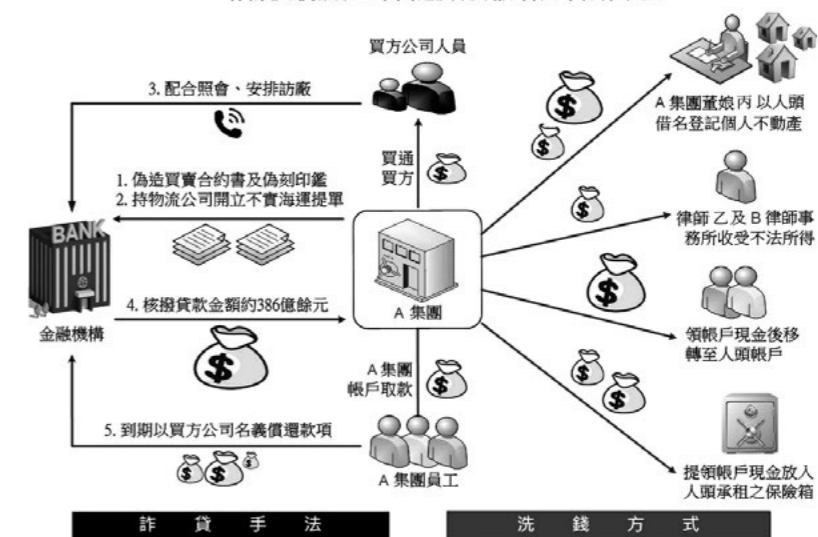 買方公司人員
3. 配合照會、安排訪廠
A 集團董娘丙以人頭
借名登記個人不動產
買通
買方
1. 偽造買賣合約書及偽刻印鑑
2. 持物流公司開立不實海運提單
律師乙及B律師事
務所收受不法所得
BANK
金融機構
4. 核撥貸款金額約386億餘元
A 集團
領帳戶現金後移
轉至人頭帳戶
A 集團
帳戶取款
5. 到期以買方公司名義償還款項
A 集團員工
提領帳戶現金放入
人頭承租之保險箱
詐貸手法
洗錢方式